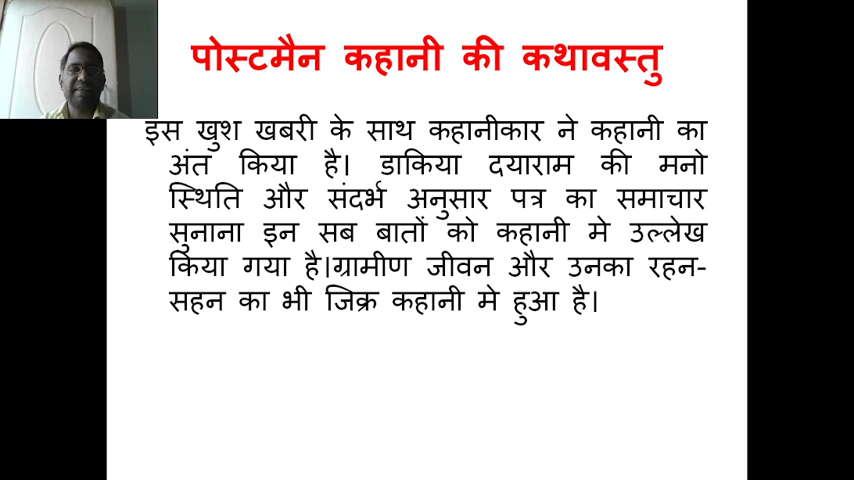 पोस्टमैन कहानी की कथावस्तु
इस खुश खबरी के साथ कहानीकार ने कहानी का
अंत किया है। डाकिया दयाराम की मनो
स्थिति और संदर्भ अनुसार पत्र का समाचार
सुनाना इन सब बातों को कहानी मे उल्लेख
किया गया है।ग्रामीण जीवन और उनका रहन-
सहन का भी जिक्र कहानी मे हुआ है।